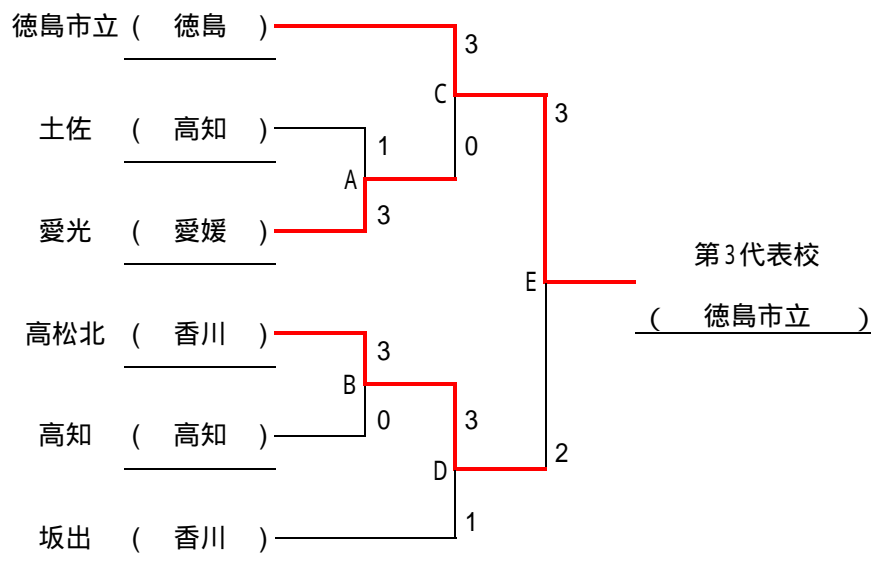 徳島市立 ( 徳島 )
3
C
3
土佐 ( 高知 )
1
0
A
3
愛光 ( 愛媛 )
第3代表校
E
( 徳島市立 )
高松北 ( 香川 )
3
B
0
3
高知 ( 高知 )
2
D
1
坂出 ( 香川 )